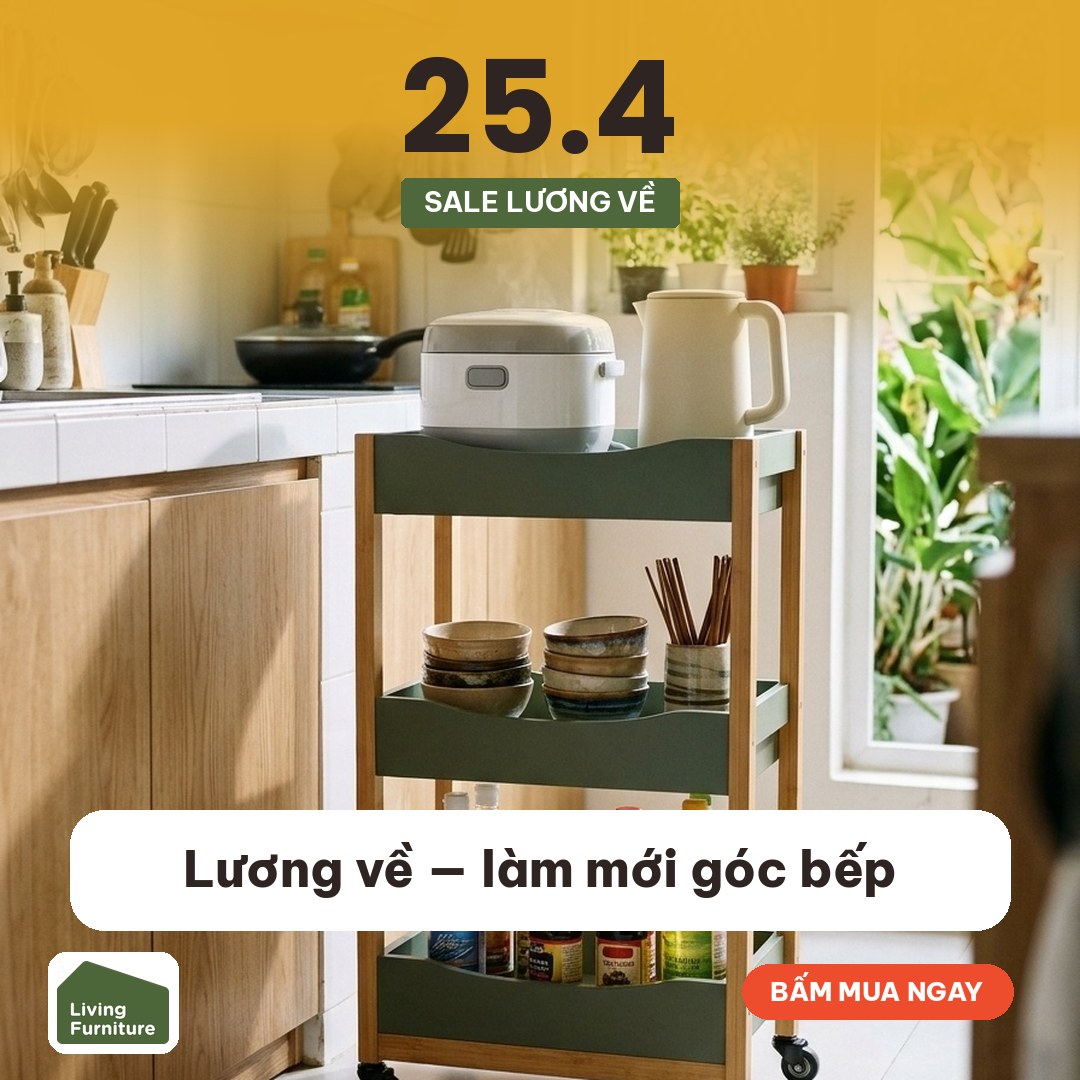 25.4
SALE LƯƠNG VỀ
Lương về — làm mới góc bếp
Living
Furniture
BẤM MUA NGAY